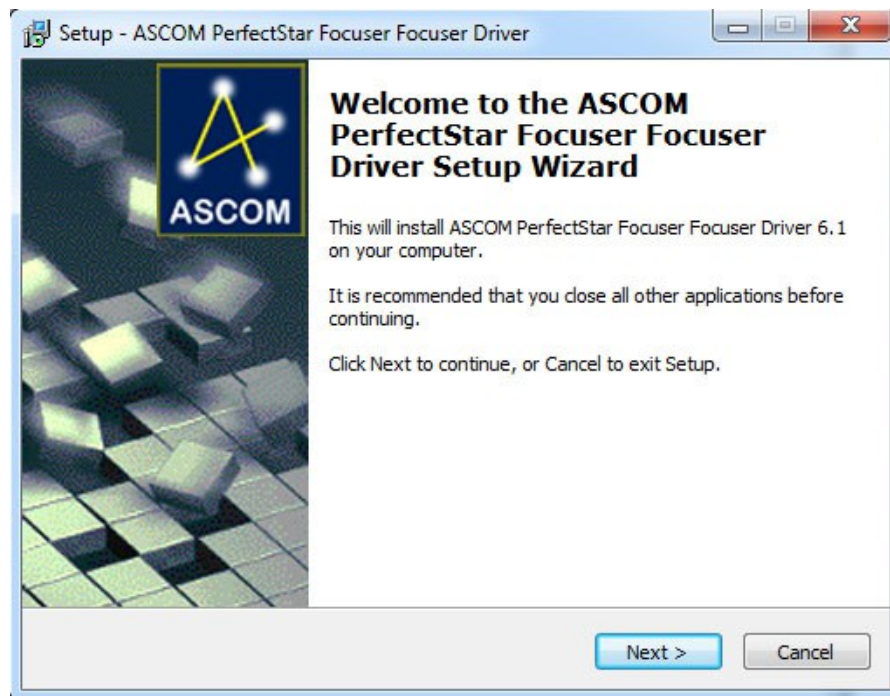 Setup - ASCOM PerfectStar Focuser Focuser Driver
ASCOM
Welcome to the ASCOM
PerfectStar Focuser Focuser
Driver Setup Wizard
This will install ASCOM PerfectStar Focuser Focuser Driver 6.1
on your computer.
It is recommended that you close all other applications before
continuing.
Click Next to continue, or Cancel to exit Setup.
Next >
Cancel